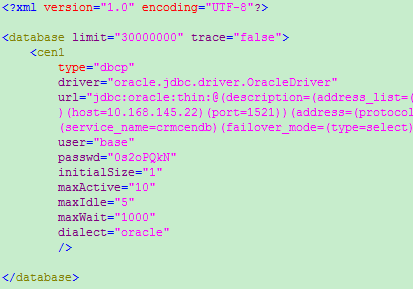 <?xml version="1.0" encoding="UTF-8"?>
<database limit="30000000" trace="false">
<cen1
type="dbcp"
driver="oracle.jdbc.driver.OracleDriver"
url="jdbc:oracle:thin:@(description=(address_list=(
)(host=10.168.145.22)(port=1521))(address=(protocol
(service_name=crmcendb)(failover_mode=(type=select)
user="base"
passwd="0s2oPQkN"
initialSize="1"
maxActive="10"
maxIdle="5"
maxWait="1000"
dialect="oracle"
/>
</database>